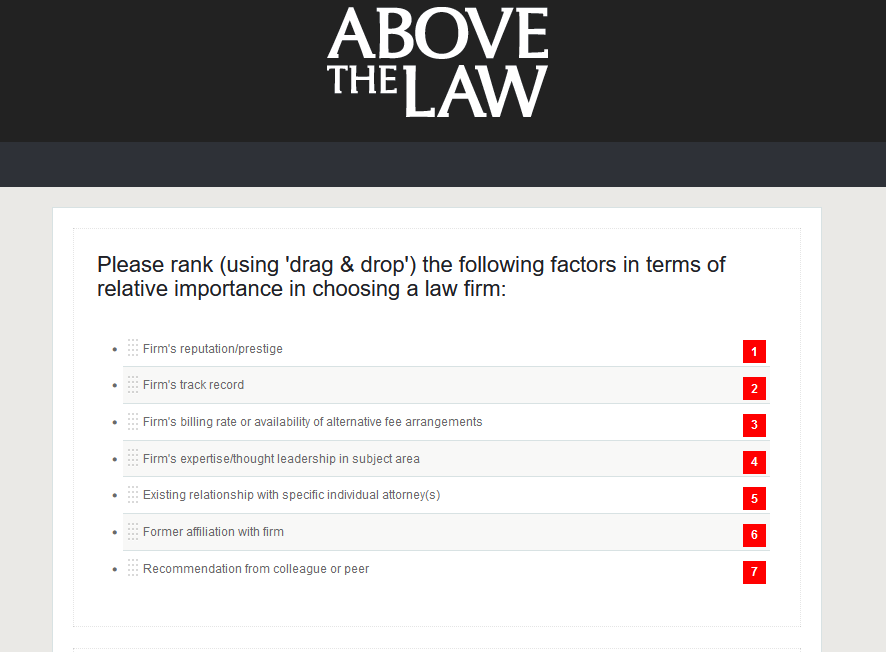 ABOVE
THE LAW
Please rank (using 'drag & drop') the following factors in terms of
relative importance in choosing a law firm:
Firm's reputation/prestige 1
Firm's track record 2
Firm's billing rate or availability of alternative fee arrangements 3
Firm's expertise/thought leadership in subject area 4
Existing relationship with specific individual attorney(s) 5
Former affiliation with firm 6
Recommendation from colleague or peer 7